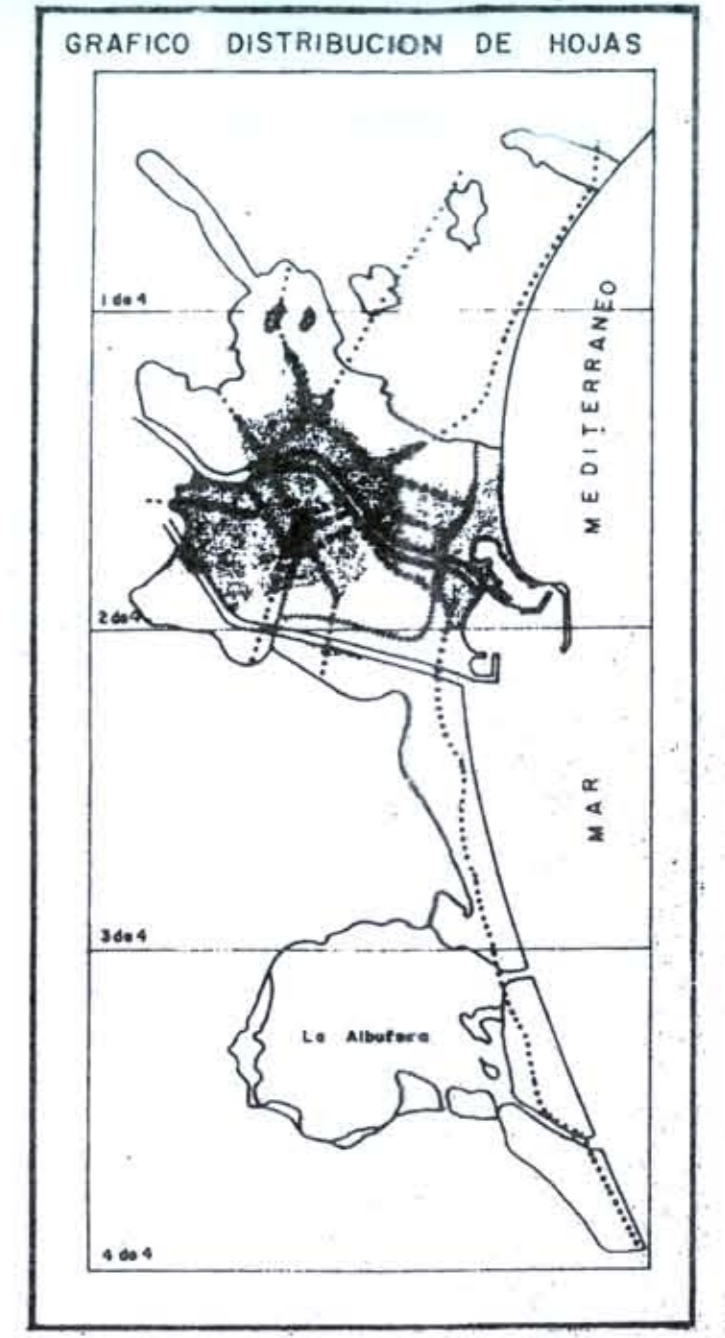 GRAFICO DISTRIBUCION DE HOJAS
1 de 4
MEDITERRANEO
2 de 4
MAR
3 de 4
La Albufera
4 de 4